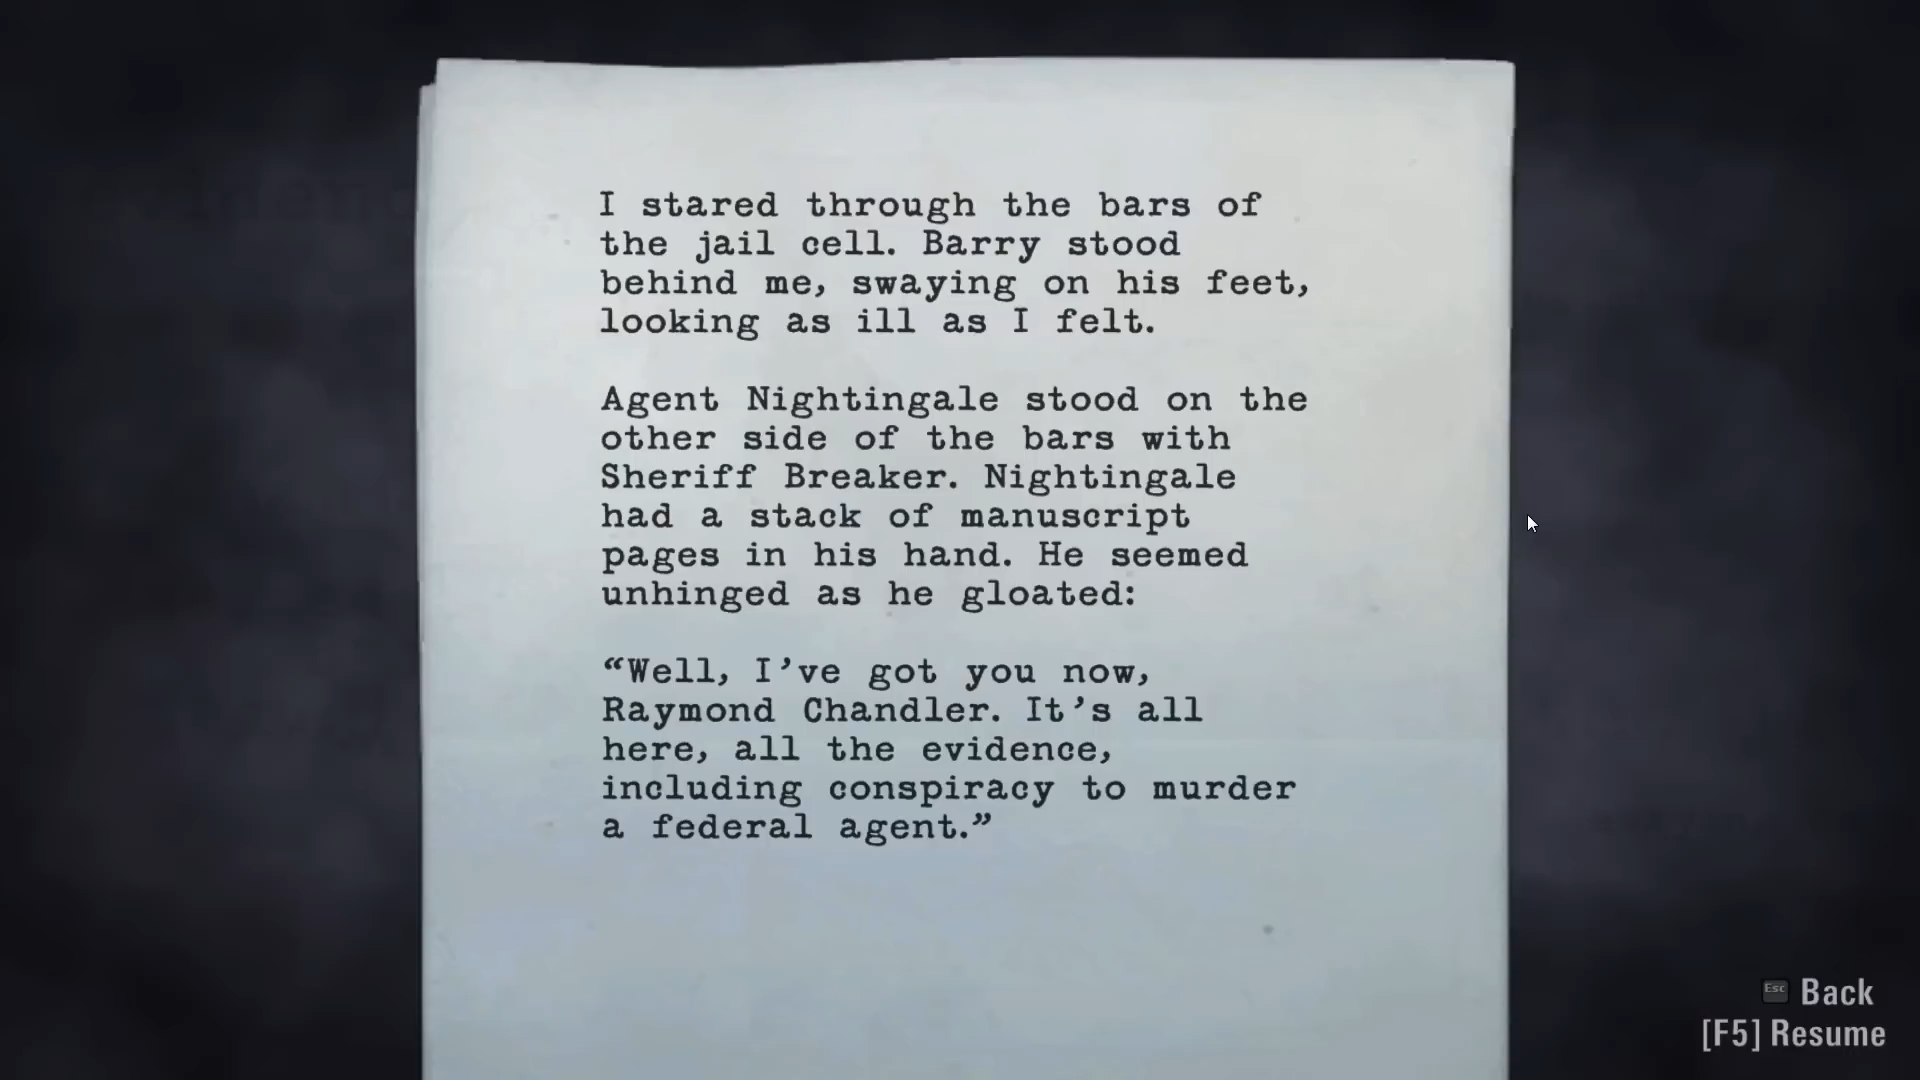 I stared through the bars of
the jail cell. Barry stood
behind me, swaying on his feet,
looking as ill as I felt.
Agent Nightingale stood on the
other side of the bars with
Sheriff Breaker. Nightingale
had a stack of manuscript
pages in his hand. He seemed
unhinged as he gloated:
“Well, I’ve got you now,
Raymond Chandler. It’s all
here, all the evidence,
including conspiracy to murder
a federal agent.”
Esc Back
[F5] Resume